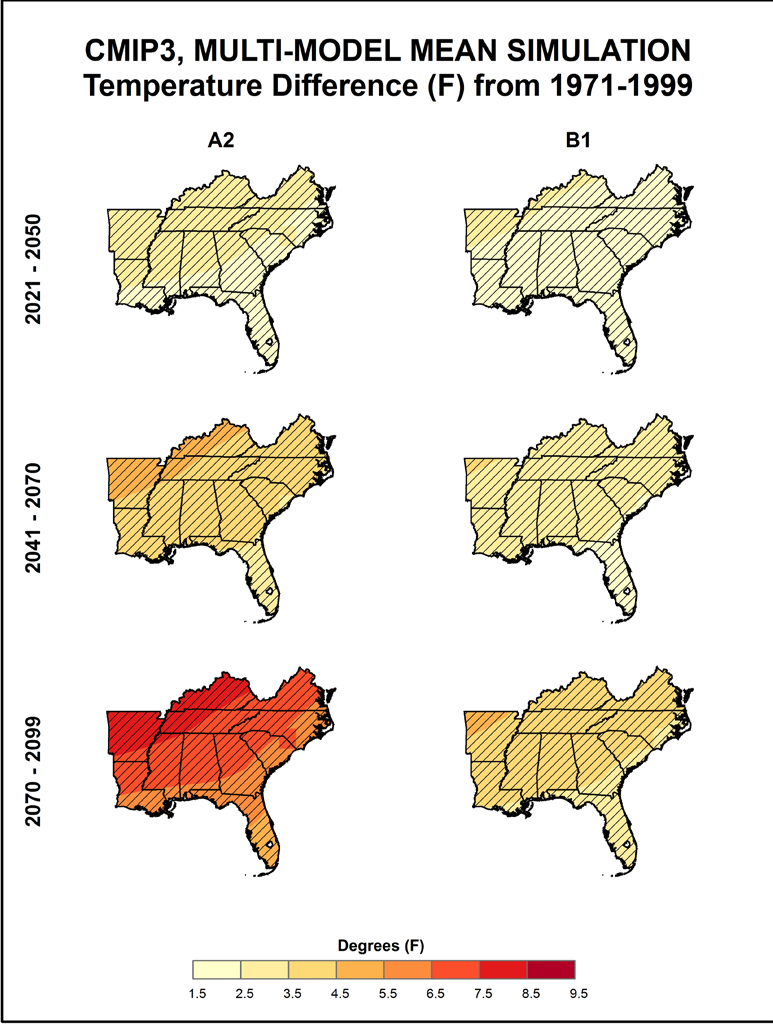 CMIP3, MULTI-MODEL MEAN SIMULATION
Temperature Difference (F) from 1971-1999
A2
B1
2021 - 2050
2041 - 2070
2070 - 2099
Degrees (F)
1.5 2.5 3.5 4.5 5.5 6.5 7.5 8.5 9.5